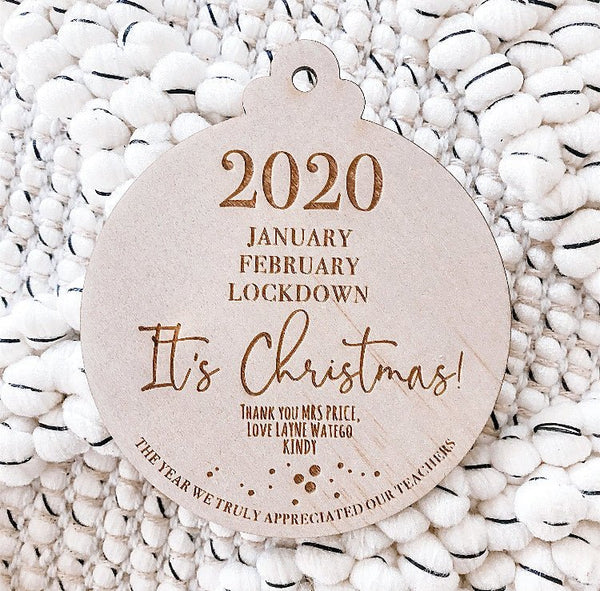 2020
JANUARY
FEBRUARY
LOCKDOWN
It's Christmas!
THANK YOU MRS PRICE,
LOVE LAYNE WATEGO
KINDY
THE YEAR WE TRULY APPRECIATED OUR TEACHERS